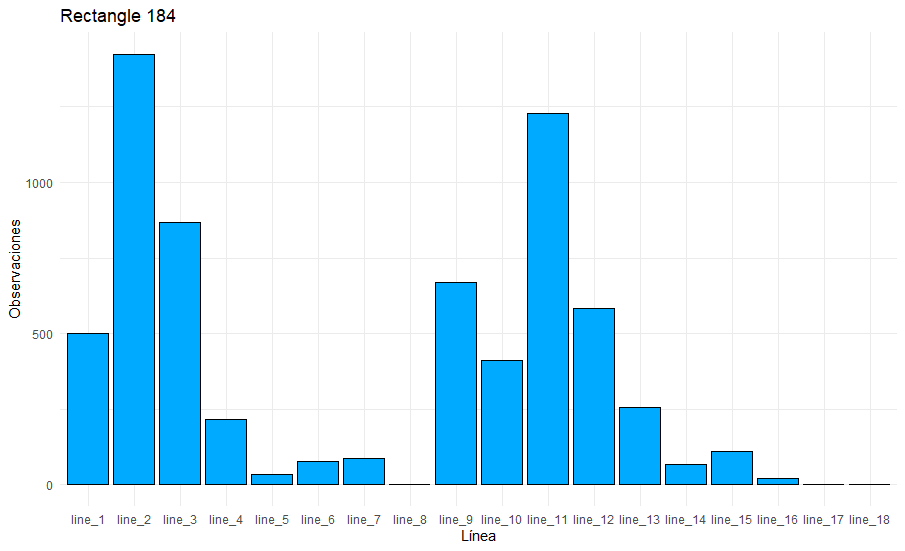 Rectangle 184
1000
500
0
Observaciones
line_1 line_2 line_3 line_4 line_5 line_6 line_7 line_8 line_9 line_10 line_11 line_12 line_13 line_14 line_15 line_16 line_17 line_18
Línea